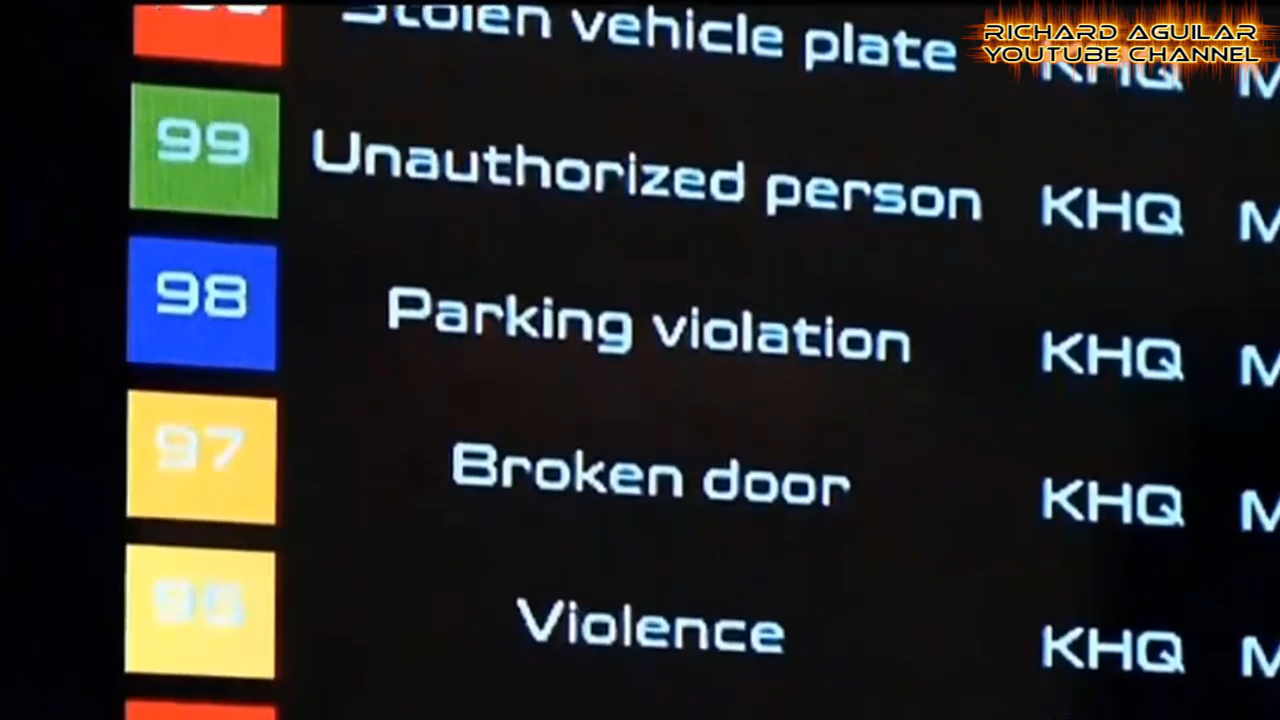 RICHARD AGUILAR
YOUTUBE CHANNEL
Stolen vehicle plate KHQ M
99 Unauthorized person KHQ M
98 Parking violation KHQ M
97 Broken door KHQ M
Violence KHQ M